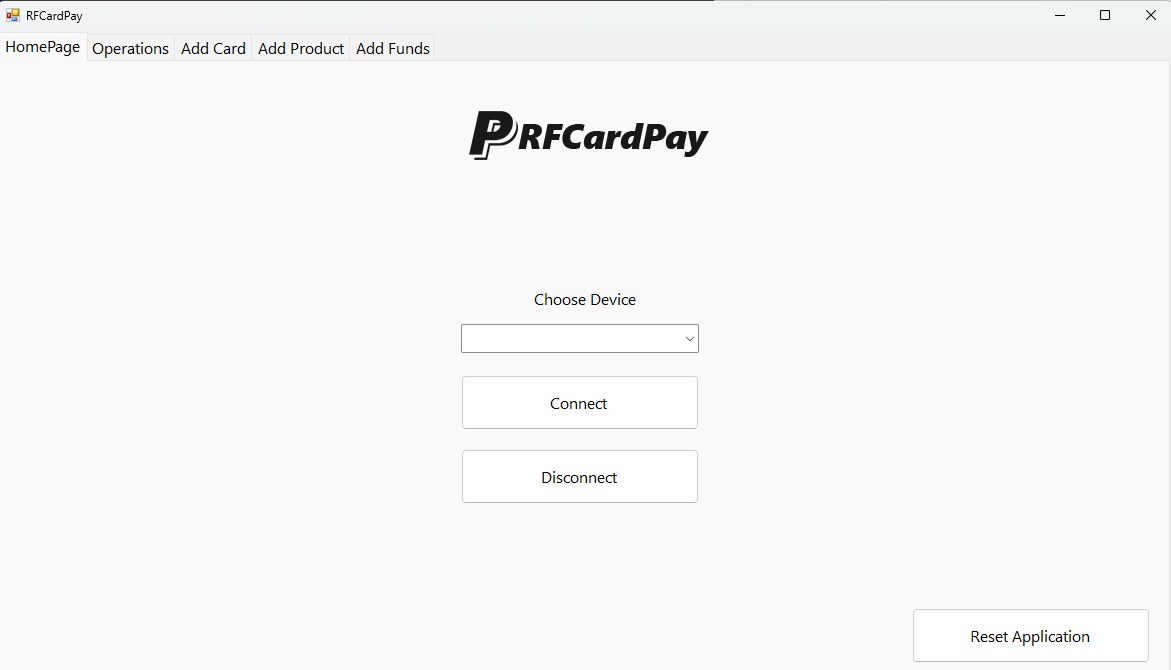 RFCardPay
HomePage Operations Add Card Add Product Add Funds
RFCardPay
Choose Device
Connect
Disconnect
Reset Application